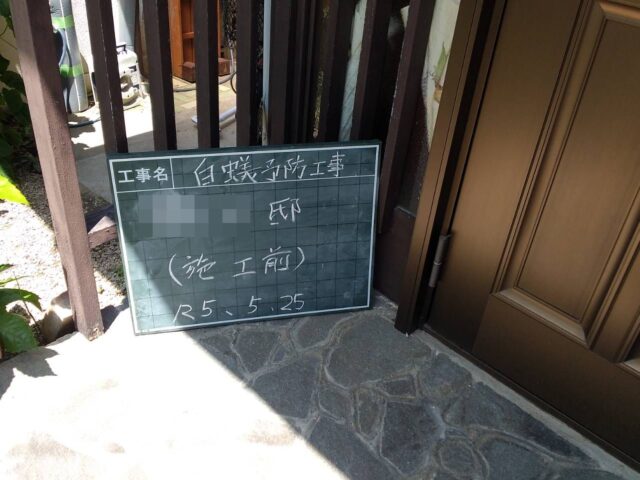 工事名 白蟻予防工事
邸
(施工前)
R5、5、25